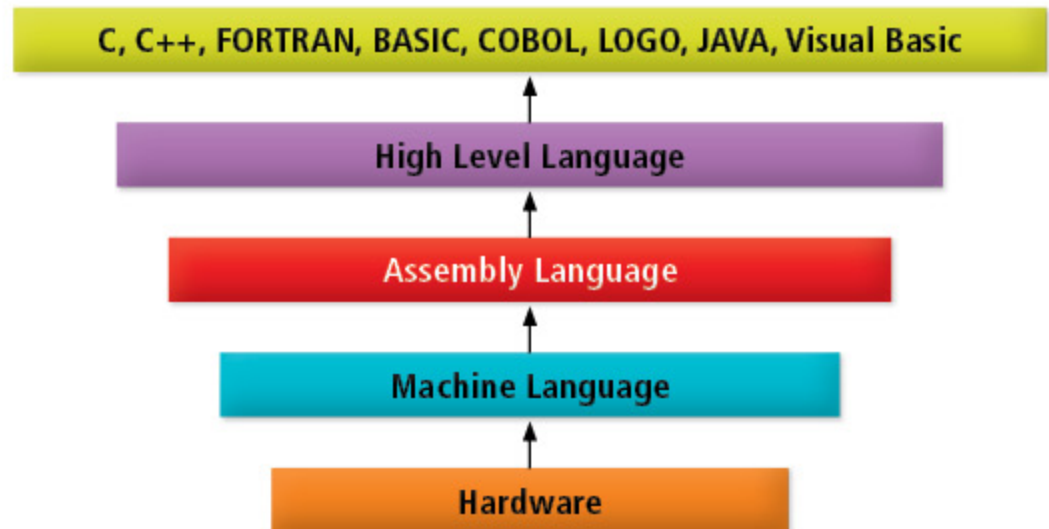 C, C++, FORTRAN, BASIC, COBOL, LOGO, JAVA, Visual Basic
High Level Language
Assembly Language
Machine Language
Hardware